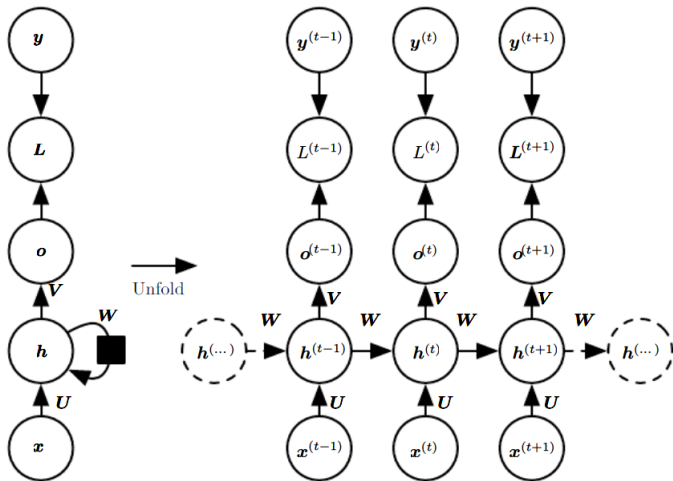 y y^(t−1) y^(t) y^(t+1)
L L^(t−1) L^(t) L^(t+1)
o o^(t−1) o^(t) o^(t+1)
Unfold
V V V V
W W W W W
h h^(...) h^(t−1) h^(t) h^(t+1) h^(...)
U U U U
x x^(t−1) x^(t) x^(t+1)